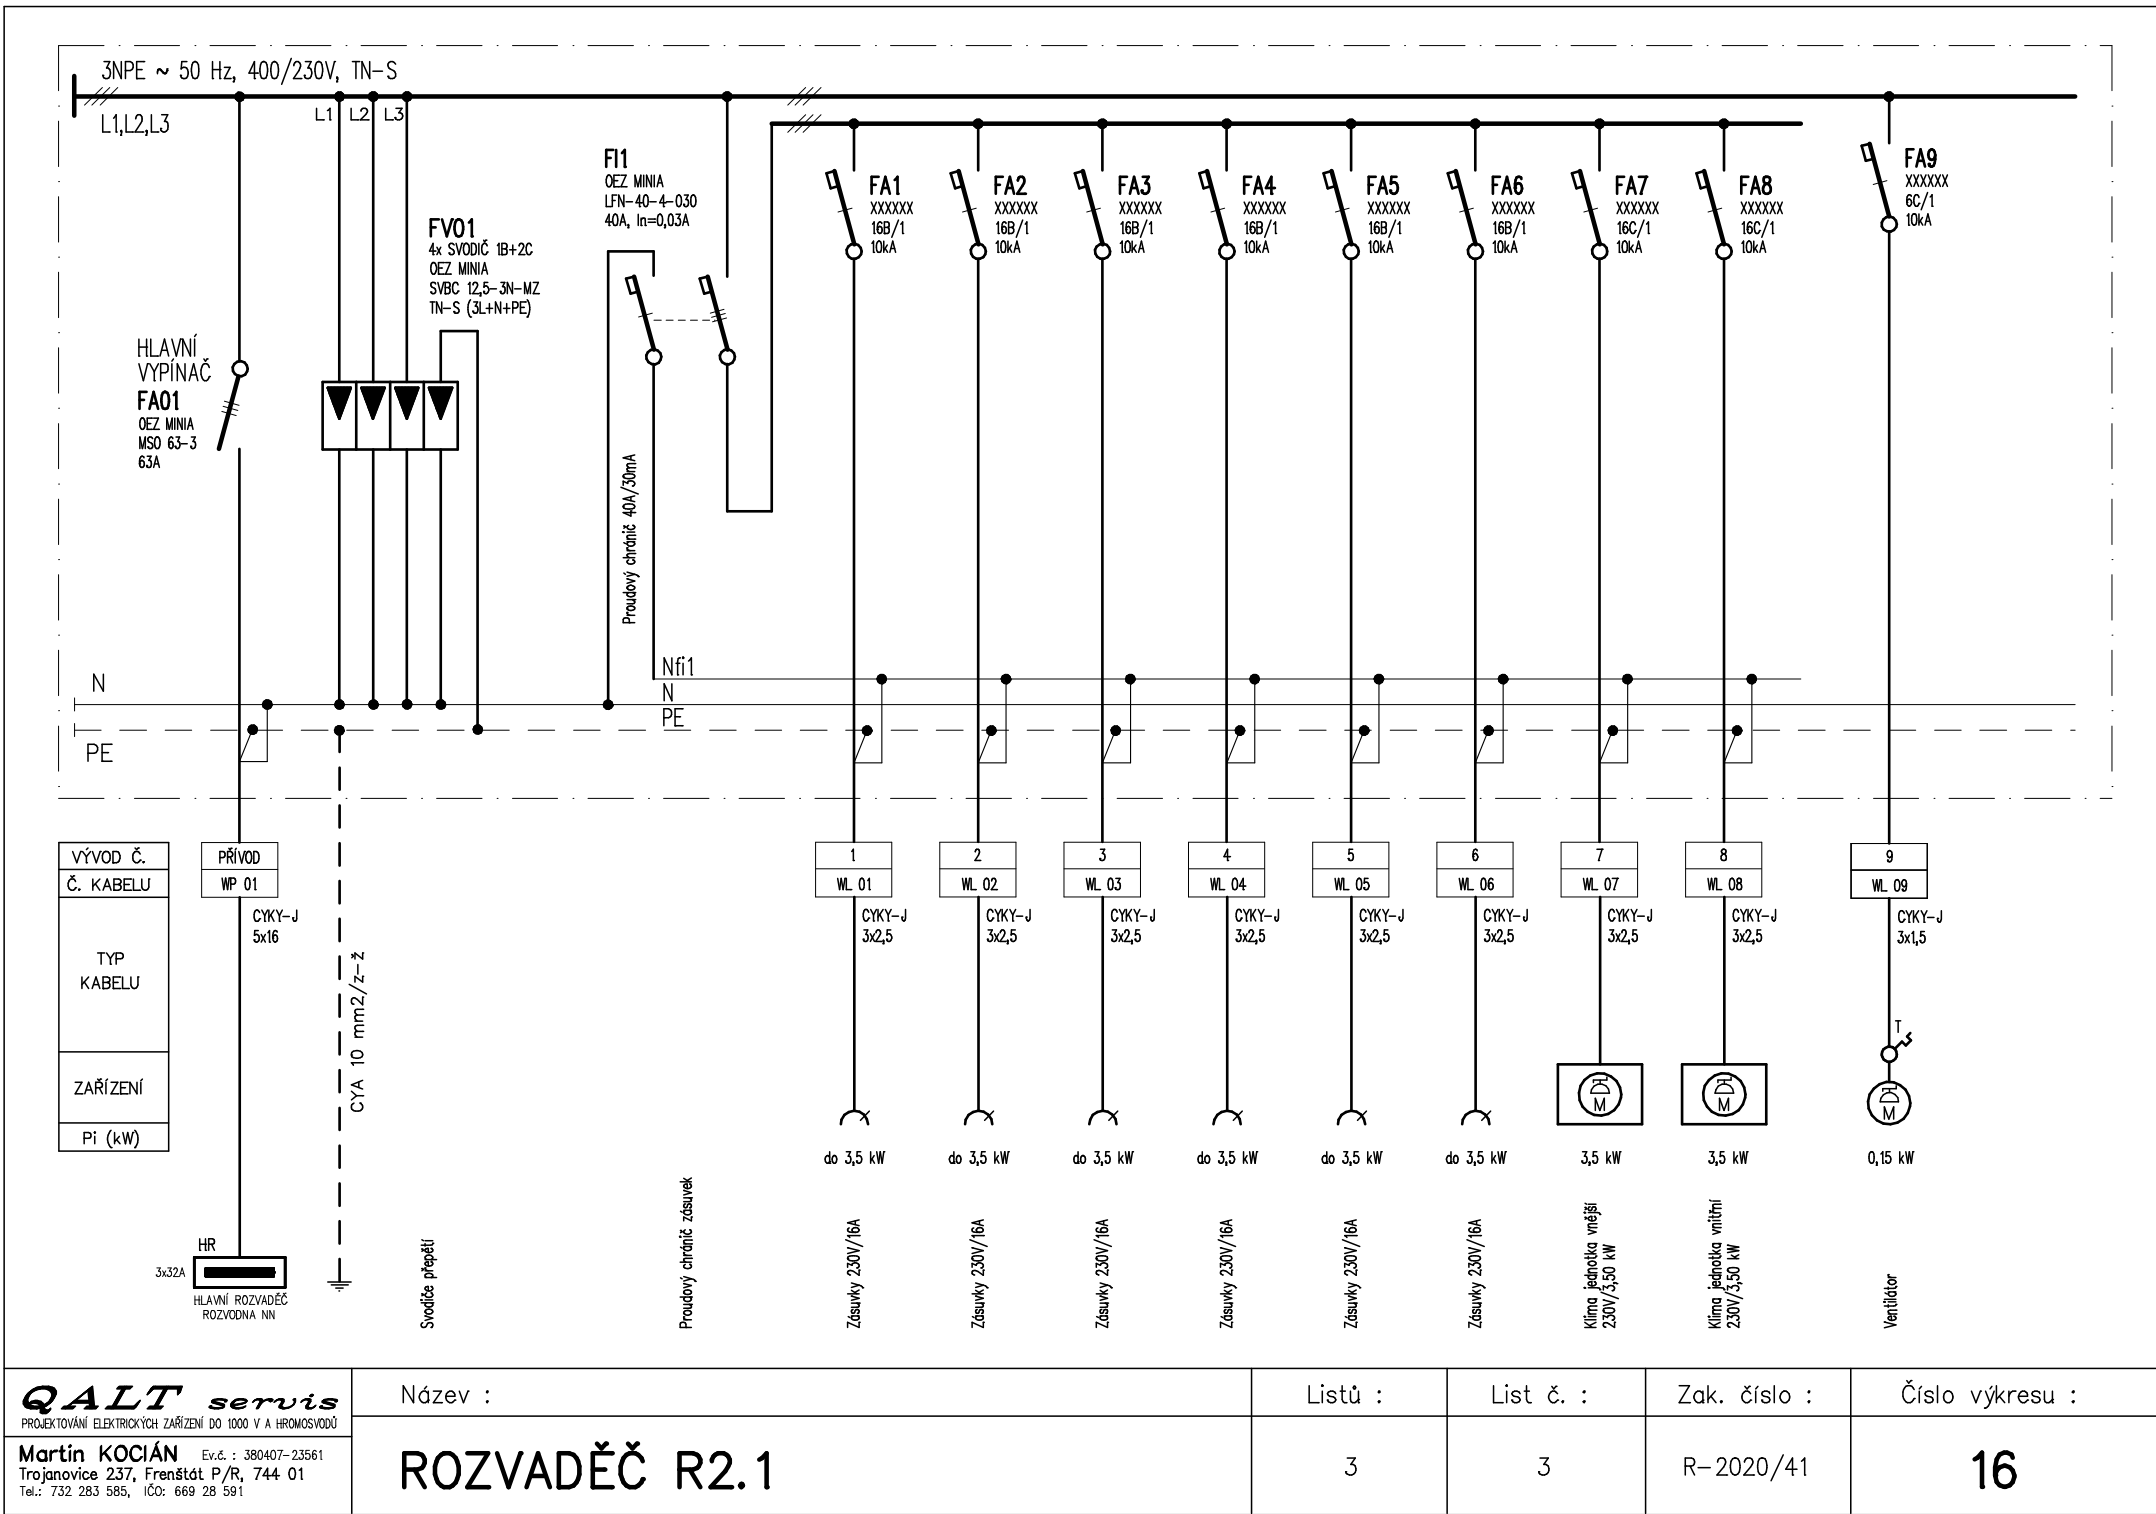 3NPE ~ 50 Hz, 400/230V, TN-S
L1,L2,L3
L1
L2
L3
HLAVNÍ
VYPÍNAČ
FA01
OEZ MINIA
MSO 63-3
63A
FV01
4x SVODIČ 1B+2C
OEZ MINIA
SVBC 12,5-3N-MZ
TN-S (3L+N+PE)
FI1
OEZ MINIA
LFN-40-4-030
40A, In=0,03A
Proudový chránič 40A/30mA
FA1
XXXXXX
16B/1
10kA
FA2
XXXXXX
16B/1
10kA
FA3
XXXXXX
16B/1
10kA
FA4
XXXXXX
16B/1
10kA
FA5
XXXXXX
16B/1
10kA
FA6
XXXXXX
16B/1
10kA
FA7
XXXXXX
16C/1
10kA
FA8
XXXXXX
16C/1
10kA
FA9
XXXXXX
6C/1
10kA
N
PE
Nfi1
N
PE
VÝVOD Č.
Č. KABELU
TYP
KABELU
ZAŘÍZENÍ
Pi (kW)
PŘÍVOD
WP 01
CYKY-J
5x16
CYA 10 mm2/z-ž
HR
3x32A
HLAVNÍ ROZVADĚČ
ROZVODNA NN
Svodiče přepětí
Proudový chránič zásuvek
1
WL 01
CYKY-J
3x2,5
do 3,5 kW
Zásuvky 230V/16A
2
WL 02
CYKY-J
3x2,5
do 3,5 kW
Zásuvky 230V/16A
3
WL 03
CYKY-J
3x2,5
do 3,5 kW
Zásuvky 230V/16A
4
WL 04
CYKY-J
3x2,5
do 3,5 kW
Zásuvky 230V/16A
5
WL 05
CYKY-J
3x2,5
do 3,5 kW
Zásuvky 230V/16A
6
WL 06
CYKY-J
3x2,5
do 3,5 kW
Zásuvky 230V/16A
7
WL 07
CYKY-J
3x2,5
M
3,5 kW
Klima jednotka vnější
230V/3,50 kW
8
WL 08
CYKY-J
3x2,5
M
3,5 kW
Klima jednotka vnitřní
230V/3,50 kW
9
WL 09
CYKY-J
3x1,5
T
M
0,15 kW
Ventilátor
QALT servis
PROJEKTOVÁNÍ ELEKTRICKÝCH ZAŘÍZENÍ DO 1000 V A HROMOSVODŮ
Martin KOCIÁN Ev.č. : 380407-23561
Trojanovice 237, Frenštát P/R, 744 01
Tel.: 732 283 585, IČO: 669 28 591
Název :
ROZVADĚČ R2.1
Listů :
3
List č. :
3
Zak. číslo :
R-2020/41
Číslo výkresu :
16